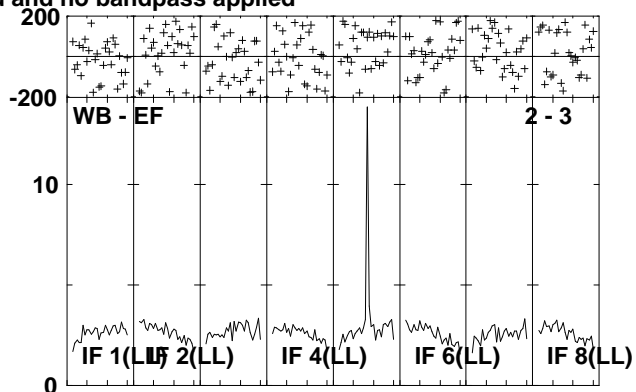 and no bandpass applied
200
-200
WB - EF 2 - 3
10
0
IF 1(LL) IF 2(LL) IF 4(LL) IF 6(LL) IF 8(LL)